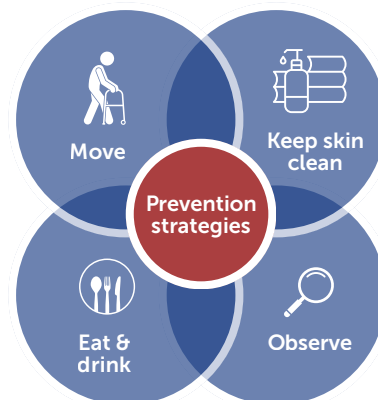 Move
Keep skin
clean
Prevention
strategies
Eat &
drink
Observe